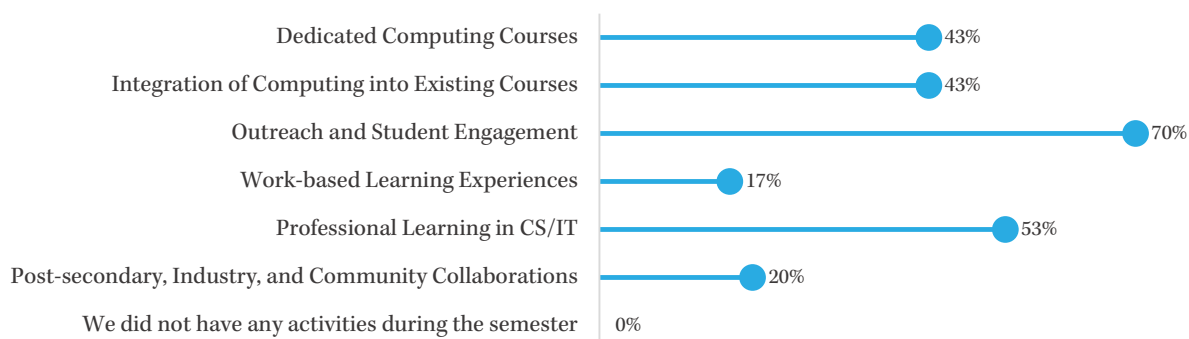 Dedicated Computing Courses 43%
Integration of Computing into Existing Courses 43%
Outreach and Student Engagement 70%
Work-based Learning Experiences 17%
Professional Learning in CS/IT 53%
Post-secondary, Industry, and Community Collaborations 20%
We did not have any activities during the semester 0%